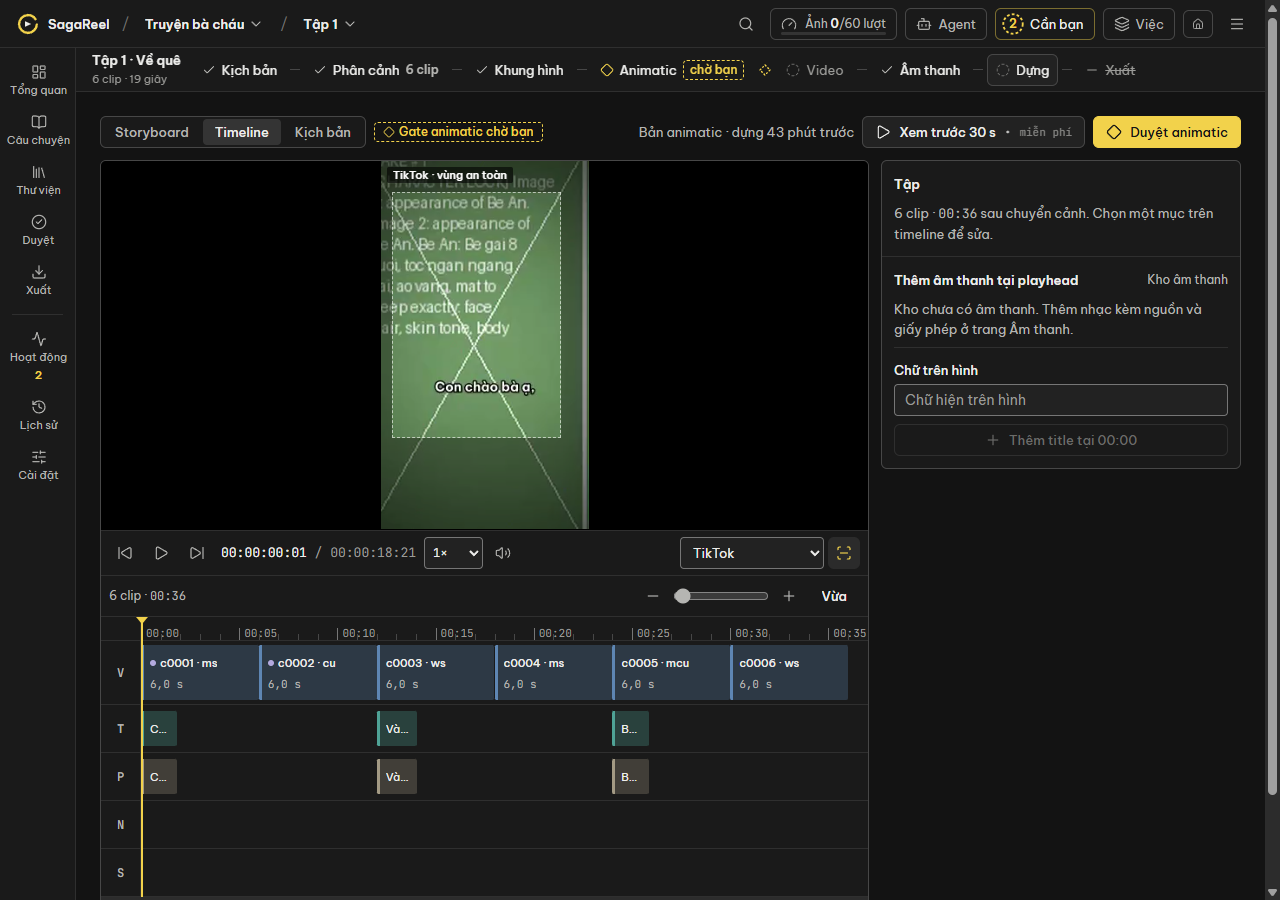 SagaReel / Truyện bà cháu / Tập 1
Ảnh 0/60 lượt
Agent
2 Cần bạn
Việc
Tập 1 · Về quê
6 clip · 19 giây
Kịch bản
Phân cảnh 6 clip
Khung hình
Animatic chờ bạn
Video
Âm thanh
Dựng
Xuất
Tổng quan
Câu chuyện
Thư viện
Duyệt
Xuất
Hoạt động
2
Lịch sử
Cài đặt
Storyboard
Timeline
Kịch bản
Gate animatic chờ bạn
Bản animatic · dựng 43 phút trước
Xem trước 30 s · miễn phí
Duyệt animatic
TikTok · vùng an toàn
Image
appearance of Be An.
mage 2: appearance of
e An. Be An: Be gai 8
uoi, toc ngan ngang
ai, ao vang, mat to
eep exactly: face,
air, skin tone, body
Con chào bà ạ.
00:00:00:01 / 00:00:18:21
1×
TikTok
6 clip · 00:36
Vừa
00:00
00:05
00:10
00:15
00:20
00:25
00:30
00:35
V
c0001 · ms
6,0 s
c0002 · cu
6,0 s
c0003 · ws
6,0 s
c0004 · ms
6,0 s
c0005 · mcu
6,0 s
c0006 · ws
6,0 s
T
C...
Và...
B...
P
C...
Và...
B...
N
S
Tập
6 clip · 00:36 sau chuyển cảnh. Chọn một mục trên
timeline để sửa.
Thêm âm thanh tại playhead
Kho âm thanh
Kho chưa có âm thanh. Thêm nhạc kèm nguồn và
giấy phép ở trang Âm thanh.
Chữ trên hình
Chữ hiện trên hình
Thêm title tại 00:00